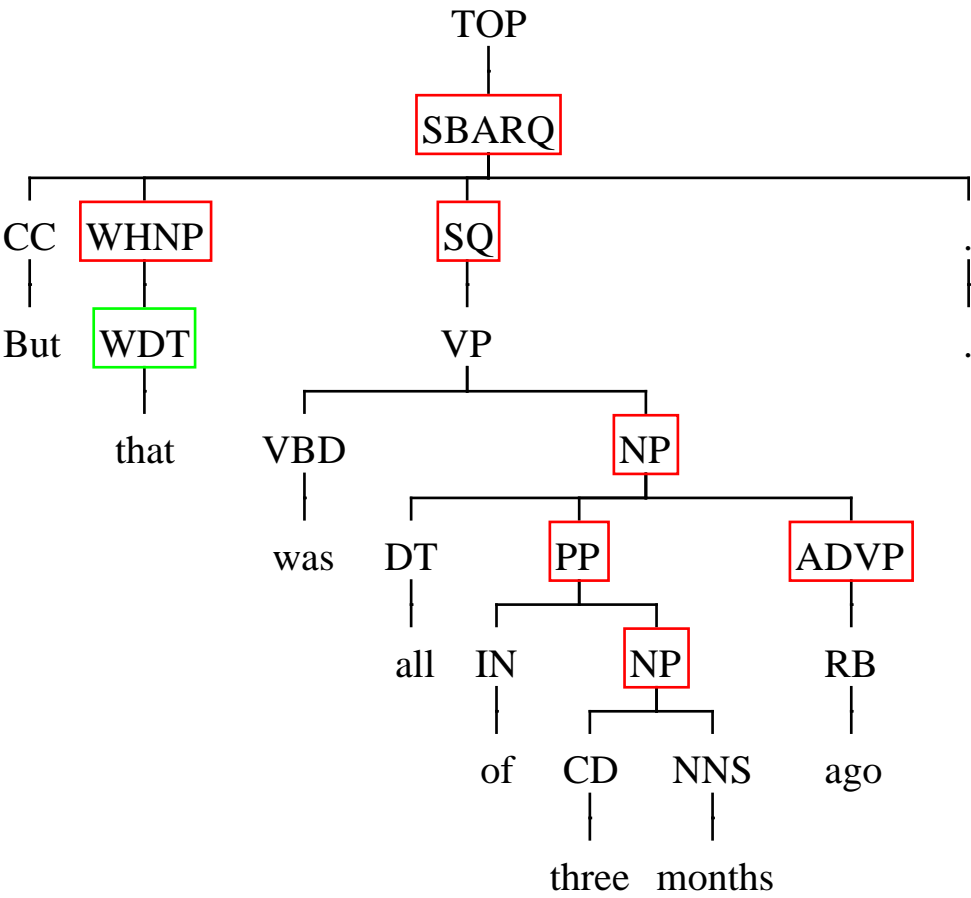 TOP
SBARQ
CC WHNP SQ .
But WDT VP .
that VBD NP
was DT PP ADVP
all IN NP RB
of CD NNS ago
three months